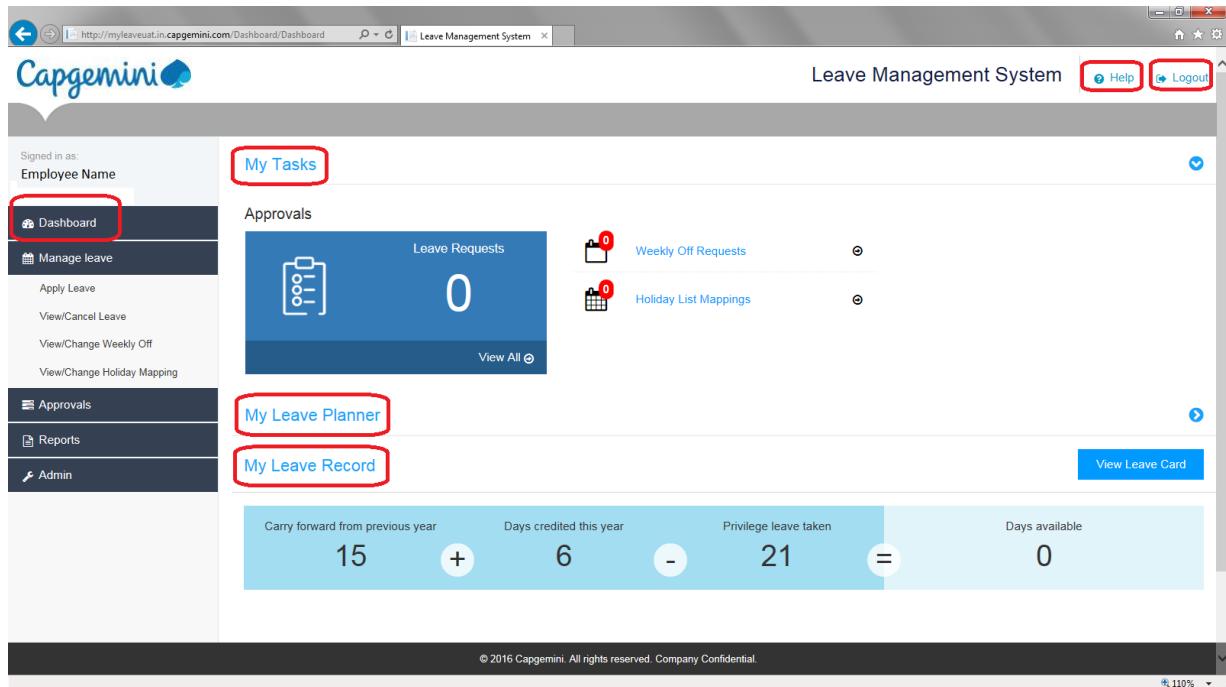 http://myleaveuat.in.capgemini.com/Dashboard/Dashboard
Leave Management System
Capgemini
Leave Management System
Help
Logout
Signed in as:
Employee Name
Dashboard
Manage leave
Apply Leave
View/Cancel Leave
View/Change Weekly Off
View/Change Holiday Mapping
Approvals
Reports
Admin
My Tasks
Approvals
Leave Requests
0
View All
0
Weekly Off Requests
0
Holiday List Mappings
My Leave Planner
My Leave Record
View Leave Card
Carry forward from previous year Days credited this year Privilege leave taken Days available
15 + 6 - 21 = 0
© 2016 Capgemini. All rights reserved. Company Confidential.
110%